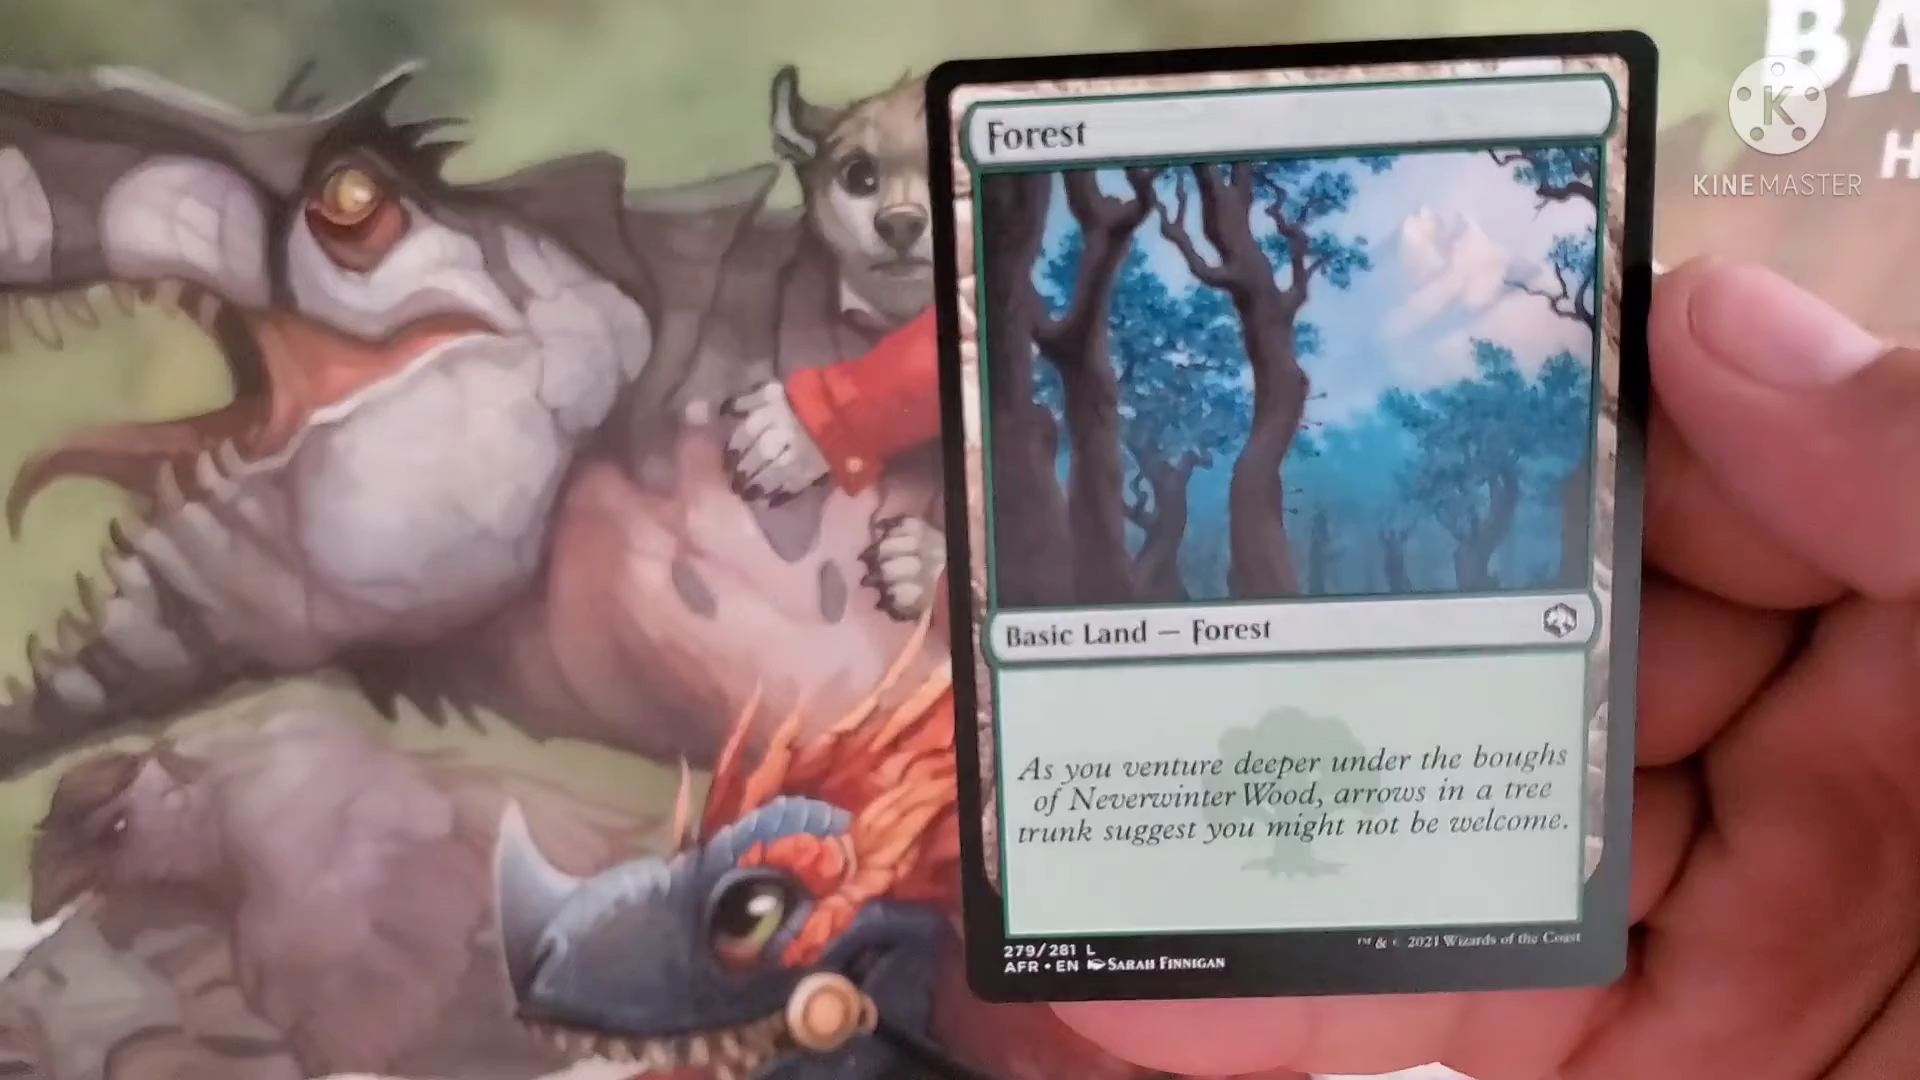 BA
H
K
KINEMASTER
Forest
Basic Land — Forest
As you venture deeper under the boughs
of Neverwinter Wood, arrows in a tree
trunk suggest you might not be welcome.
279/281 L
AFR • EN SARAH FINNIGAN
™ & © 2021 Wizards of the Coast